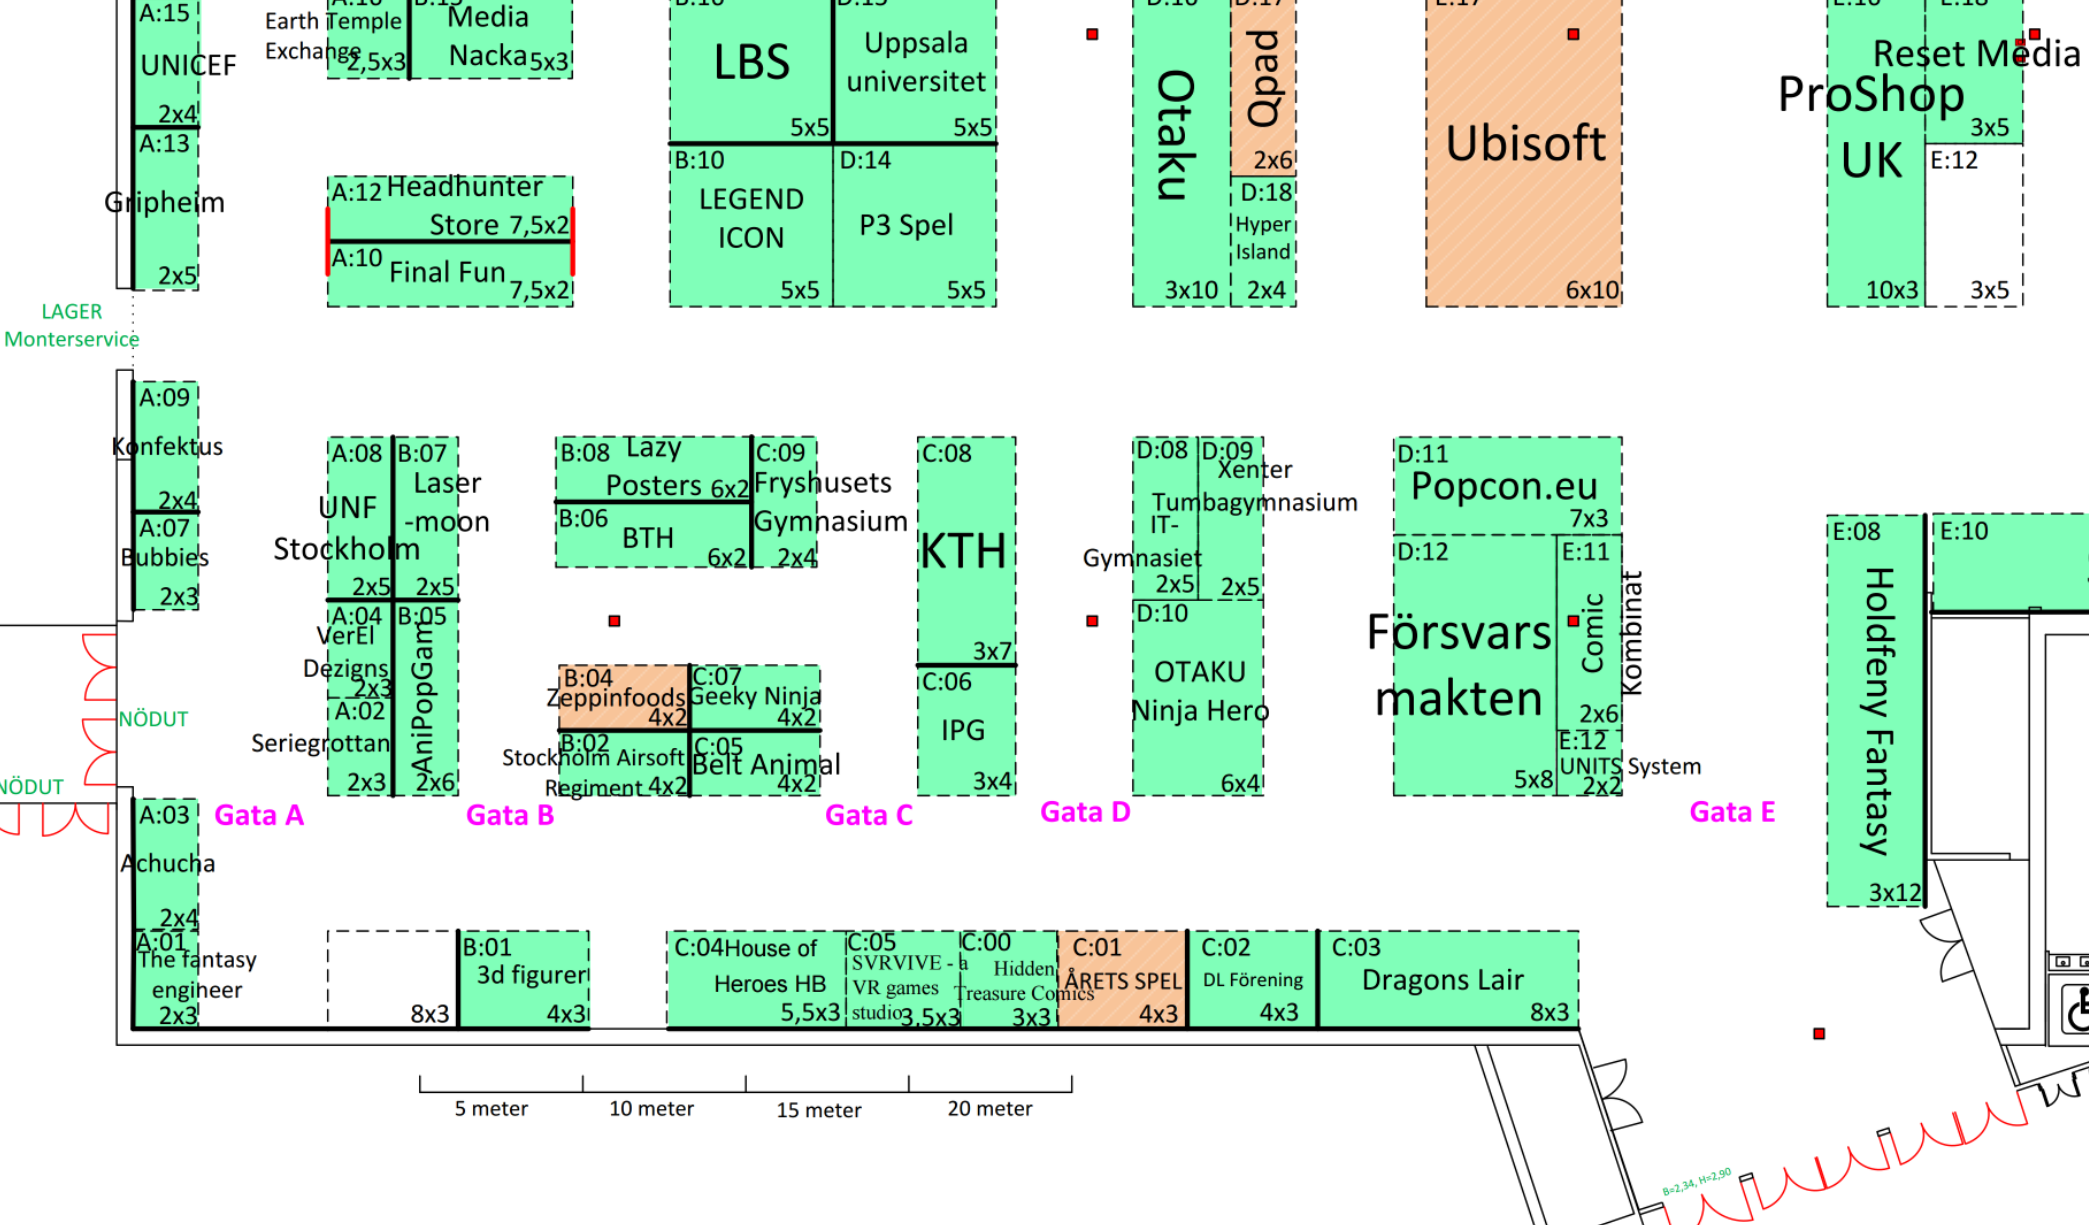 A:15
UNICEF
2x4
A:13
Gripheim
2x5
Earth Temple
Exchange
2,5x3
Media
Nacka 5x3
A:12 Headhunter
Store 7,5x2
A:10
Final Fun
7,5x2
LBS
5x5
Uppsala
universitet
5x5
B:10
LEGEND
ICON
5x5
D:14
P3 Spel
5x5
Otaku
3x10
D:17
Qpad
2x6
D:18
Hyper
Island
2x4
E:17
Ubisoft
6x10
Reset Media
3x5
ProShop
UK
10x3
E:12
3x5
LAGER
Monterservice
A:09
Konfektus
2x4
A:07
Bubbies
2x3
A:08
UNF
Stockholm
2x5
B:07
Laser
-moon
2x5
A:04
VerEl
Dezigns
2x3
A:02
Seriegrottan
2x3
B:05
AniPopGam
2x6
B:08 Lazy
Posters 6x2
B:06
BTH
6x2
C:09
Fryshusets
Gymnasium
2x4
B:04
Zeppinfoods
4x2
C:07
Geeky Ninja
4x2
B:02
Stockholm Airsoft
Regiment 4x2
C:05
Belt Animal
4x2
C:08
KTH
3x7
C:06
IPG
3x4
D:08
IT-
Gymnasiet
2x5
D:09
Xenter
Tumbagymnasium
2x5
D:10
OTAKU
Ninja Hero
6x4
D:11
Popcon.eu
7x3
D:12
Försvars
makten
5x8
E:11
Comic
Kombinat
2x6
E:12
UNITS System
2x2
E:08
Holdfeny Fantasy
3x12
E:10
NÖDUT
NÖDUT
Gata A
Gata B
Gata C
Gata D
Gata E
A:03
Achucha
2x4
A:01
The fantasy
engineer
2x3
8x3
B:01
3d figurer
4x3
C:04 House of
Heroes HB
5,5x3
C:05
SVRVIVE - a
VR games
studio 3,5x3
C:00
Hidden
Treasure Comics
3x3
C:01
ÅRETS SPEL
4x3
C:02
DL Förening
4x3
C:03
Dragons Lair
8x3
5 meter
10 meter
15 meter
20 meter
B=2,34, H=2,90